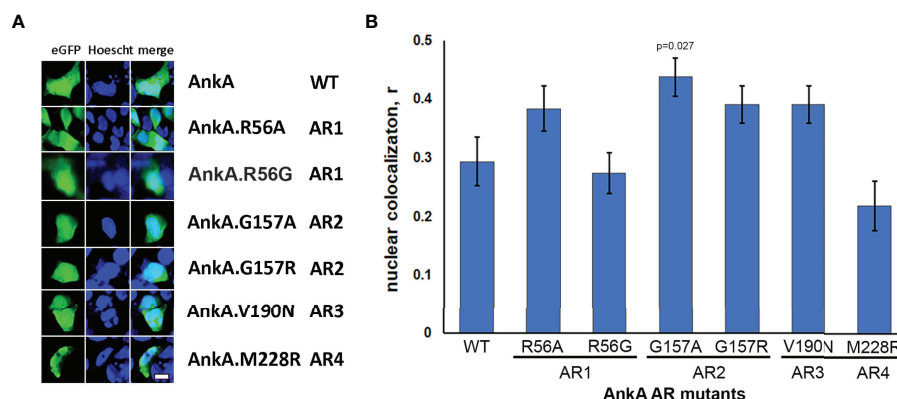 A
eGFP Hoescht merge
AnkA WT
AnkA.R56A AR1
AnkA.R56G AR1
AnkA.G157A AR2
AnkA.G157R AR2
AnkA.V190N AR3
AnkA.M228R AR4
B
nuclear colocalizaton, r
0.5
0.4
0.3
0.2
0.1
0
p=0.027
WT R56A R56G G157A G157R V190N M228R
AR1 AR2 AR3 AR4
AnkA AR mutants